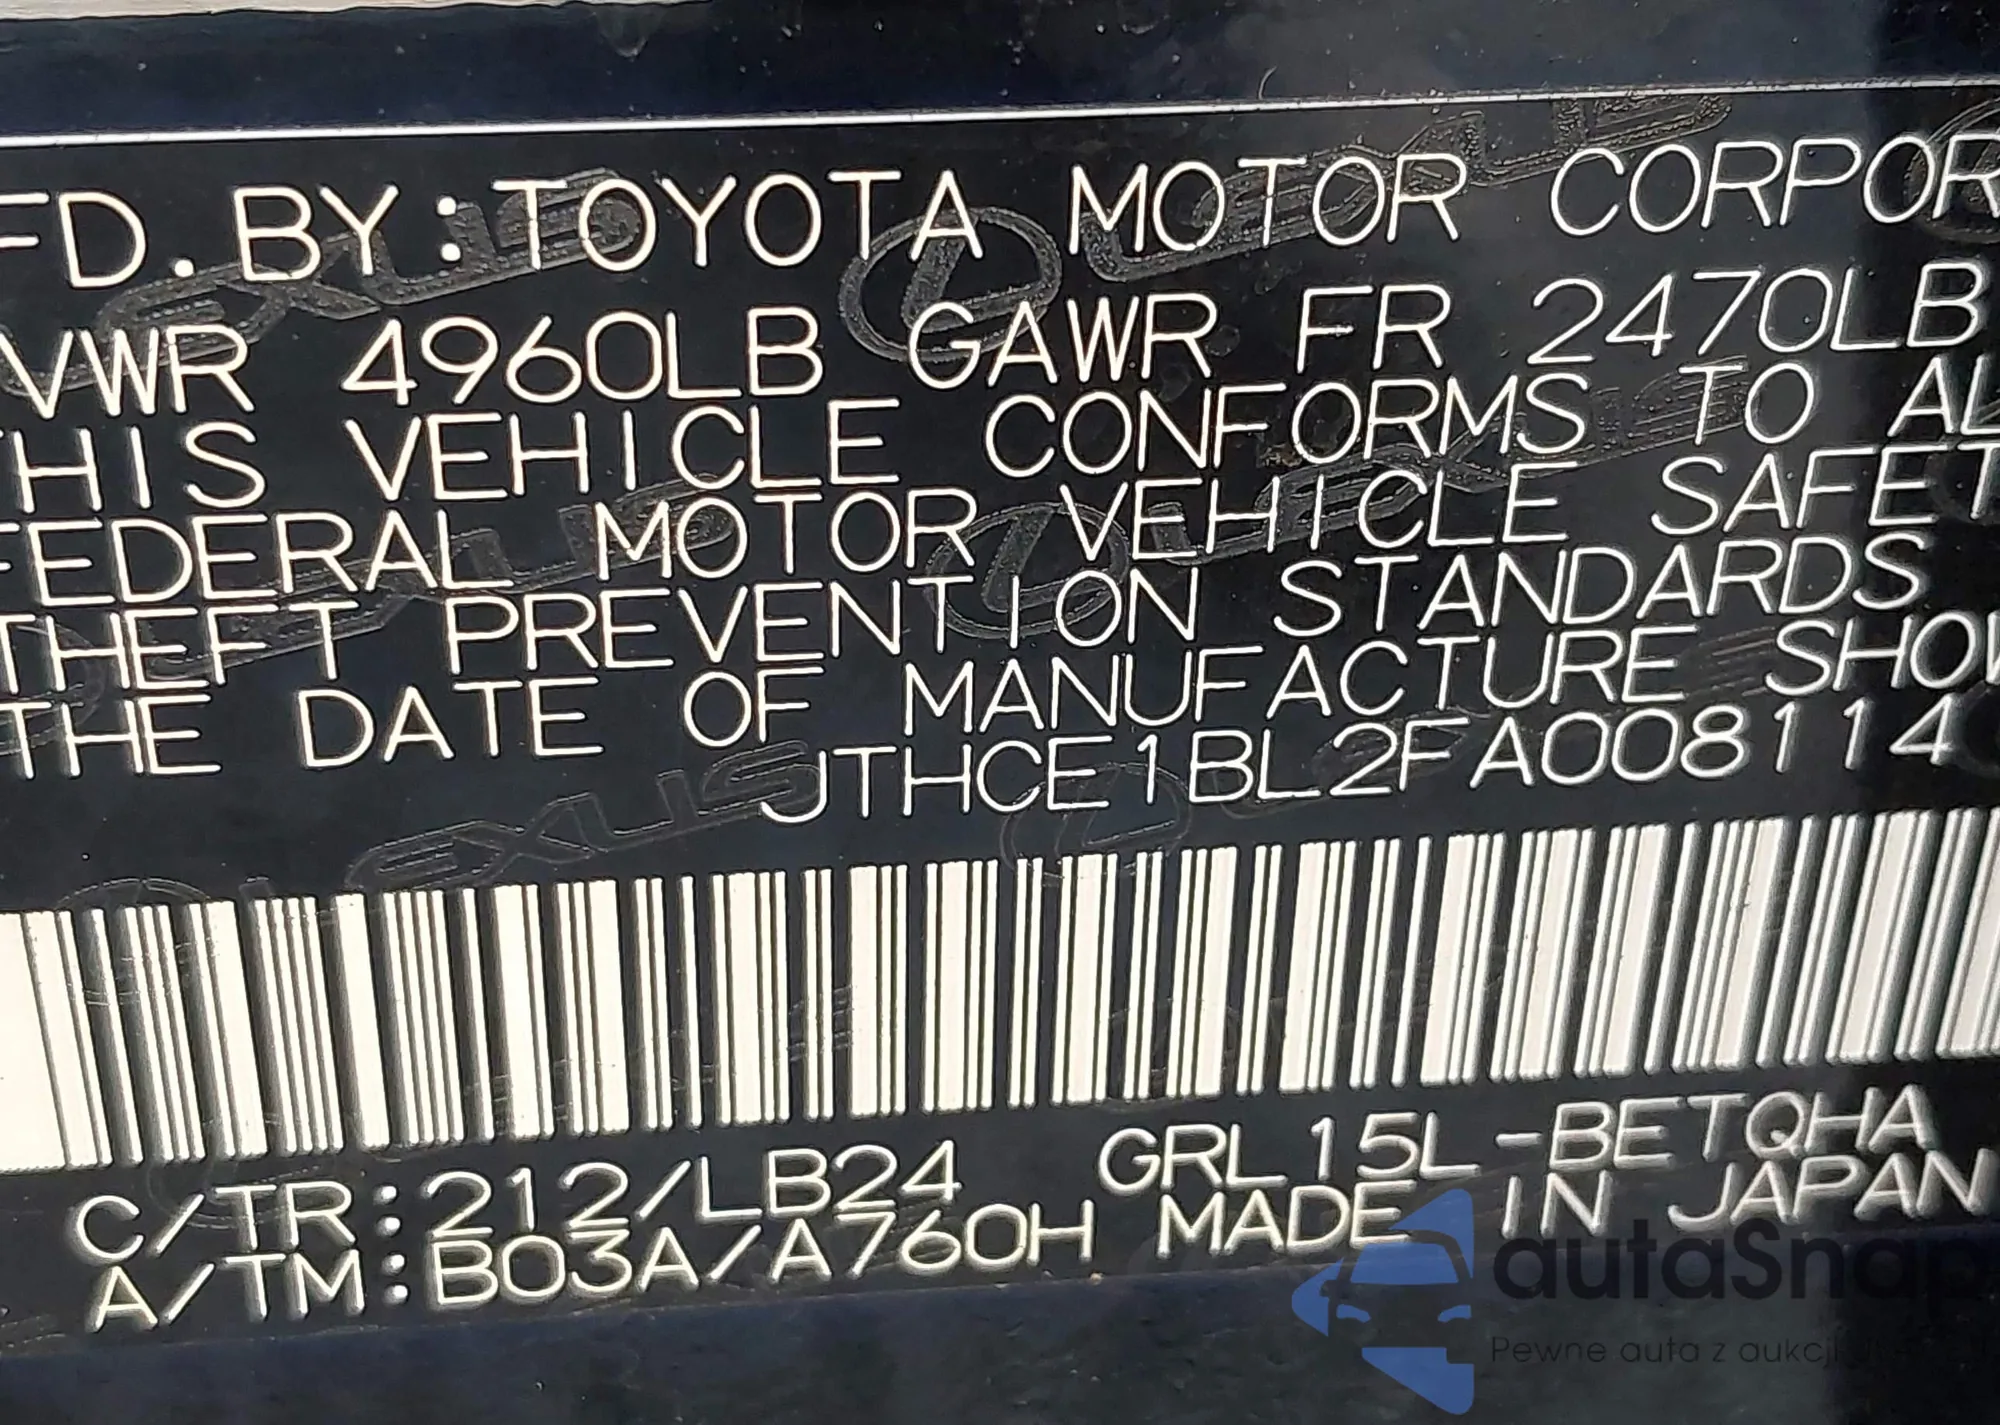 FD.BY:TOYOTA MOTOR CORPOR
VWR 4960LB GAWR FR 2470LB
HIS VEHICLE CONFORMS TO AL
FEDERAL MOTOR VEHICLE SAFET
THEFT PREVENTION STANDARDS
THE DATE OF MANUFACTURE SHOW
JTHCE1BL2FA008114
C/TR:212/LB24 GRL15L-BETQHA
A/TM:B03A/A760H MADE IN JAPAN
autaSnap
Pewne auta z aukcji